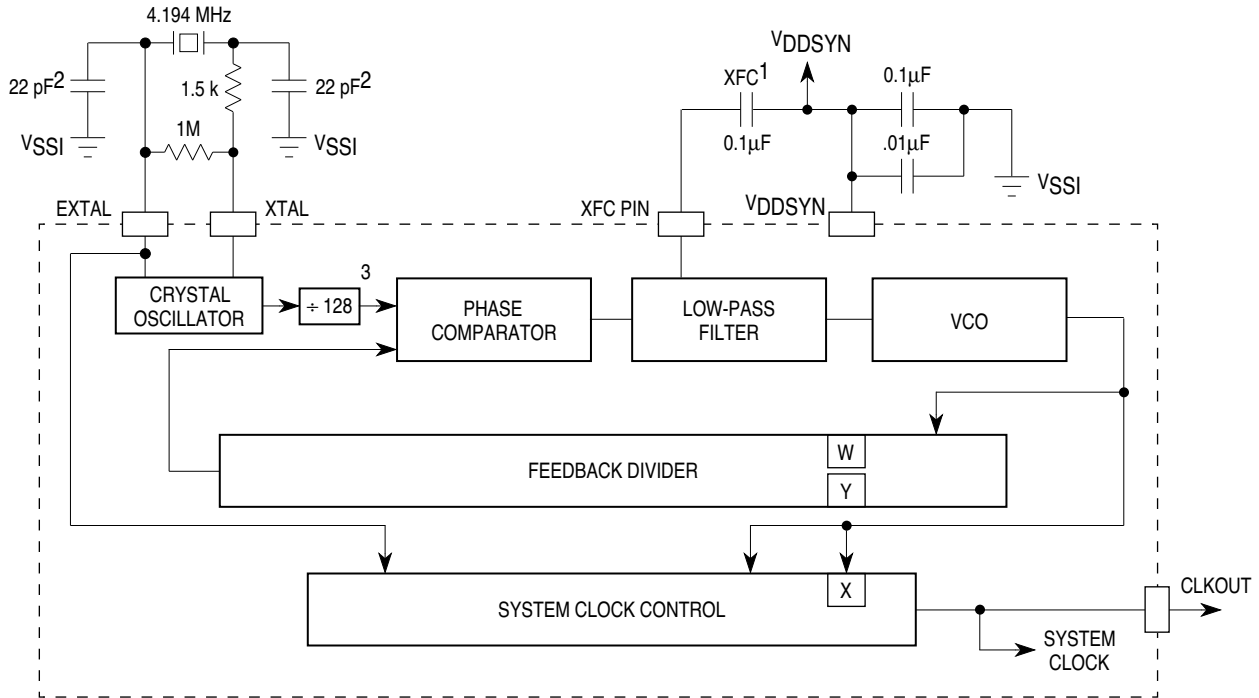 4.194 MHz
22 pF2
1.5 k
22 pF2
1M
VSSI
VSSI
VDDSYN
XFC1
0.1µF
0.1µF
.01µF
VSSI
EXTAL
XTAL
XFC PIN
VDDSYN
CRYSTAL
OSCILLATOR
÷ 128
3
PHASE
COMPARATOR
LOW-PASS
FILTER
VCO
FEEDBACK DIVIDER
W
Y
SYSTEM CLOCK CONTROL
X
CLKOUT
SYSTEM
CLOCK